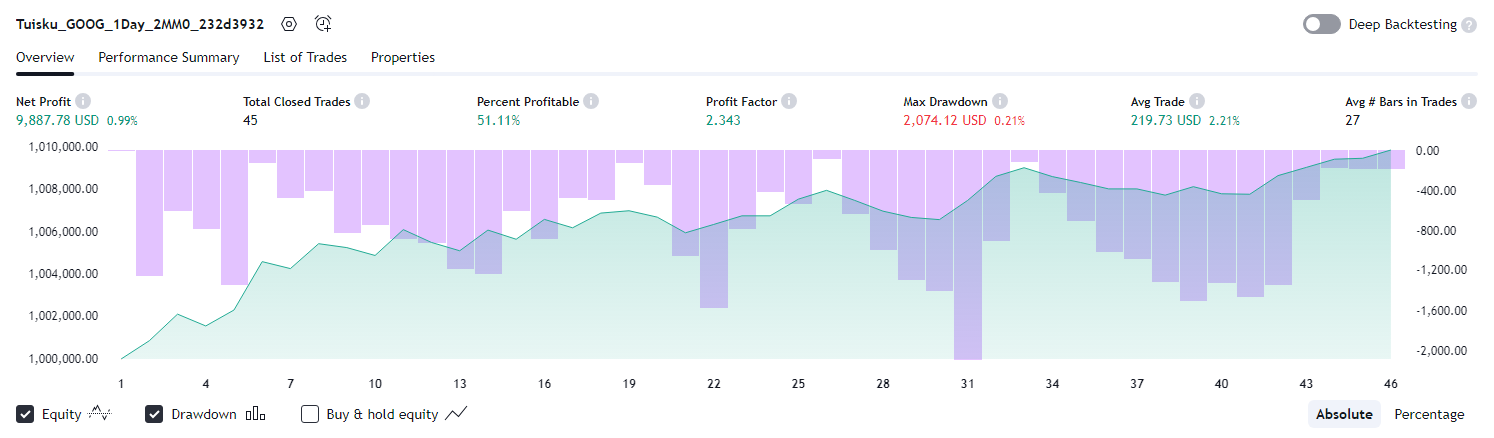 Tuisku_GOOG_1Day_2MM0_232d3932
Deep Backtesting ?
Overview Performance Summary List of Trades Properties
Net Profit i Total Closed Trades i Percent Profitable i Profit Factor i Max Drawdown i Avg Trade i Avg # Bars in Trades i
9,887.78 USD 0.99% 45 51.11% 2.343 2,074.12 USD 0.21% 219.73 USD 2.21% 27
1,010,000.00 0.00
1,008,000.00 -400.00
1,006,000.00 -800.00
1,004,000.00 -1,200.00
1,002,000.00 -1,600.00
1,000,000.00 -2,000.00
1 4 7 10 13 16 19 22 25 28 31 34 37 40 43 46
Equity Drawdown Buy & hold equity Absolute Percentage